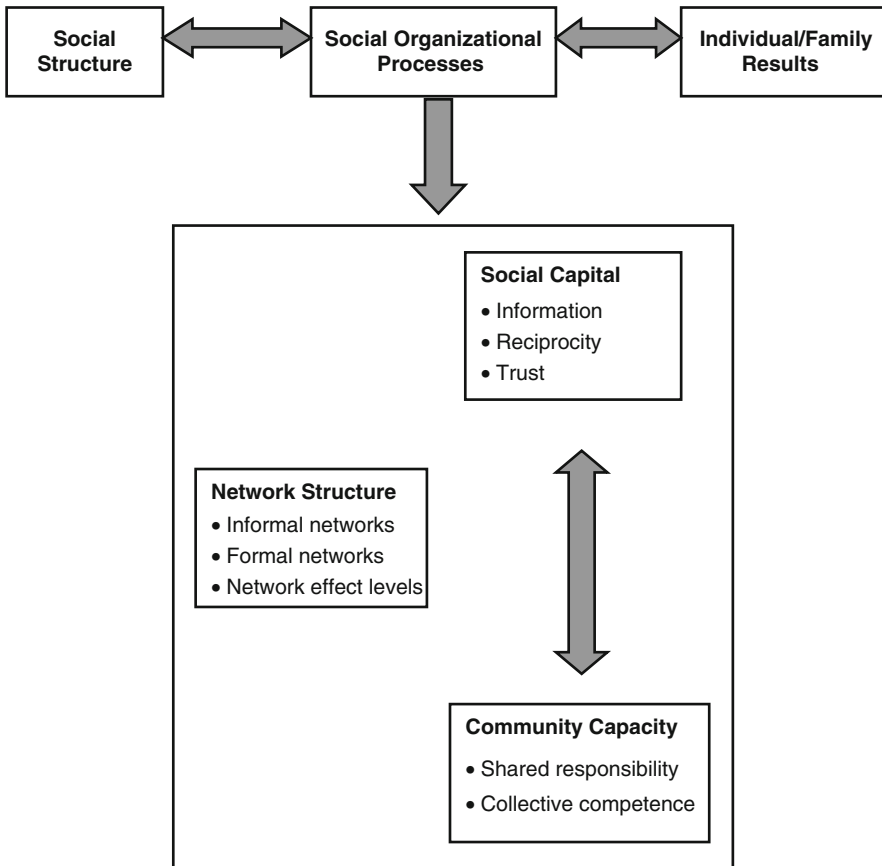 Social
Structure
Social Organizational
Processes
Individual/Family
Results
Social Capital
• Information
• Reciprocity
• Trust
Network Structure
• Informal networks
• Formal networks
• Network effect levels
Community Capacity
• Shared responsibility
• Collective competence